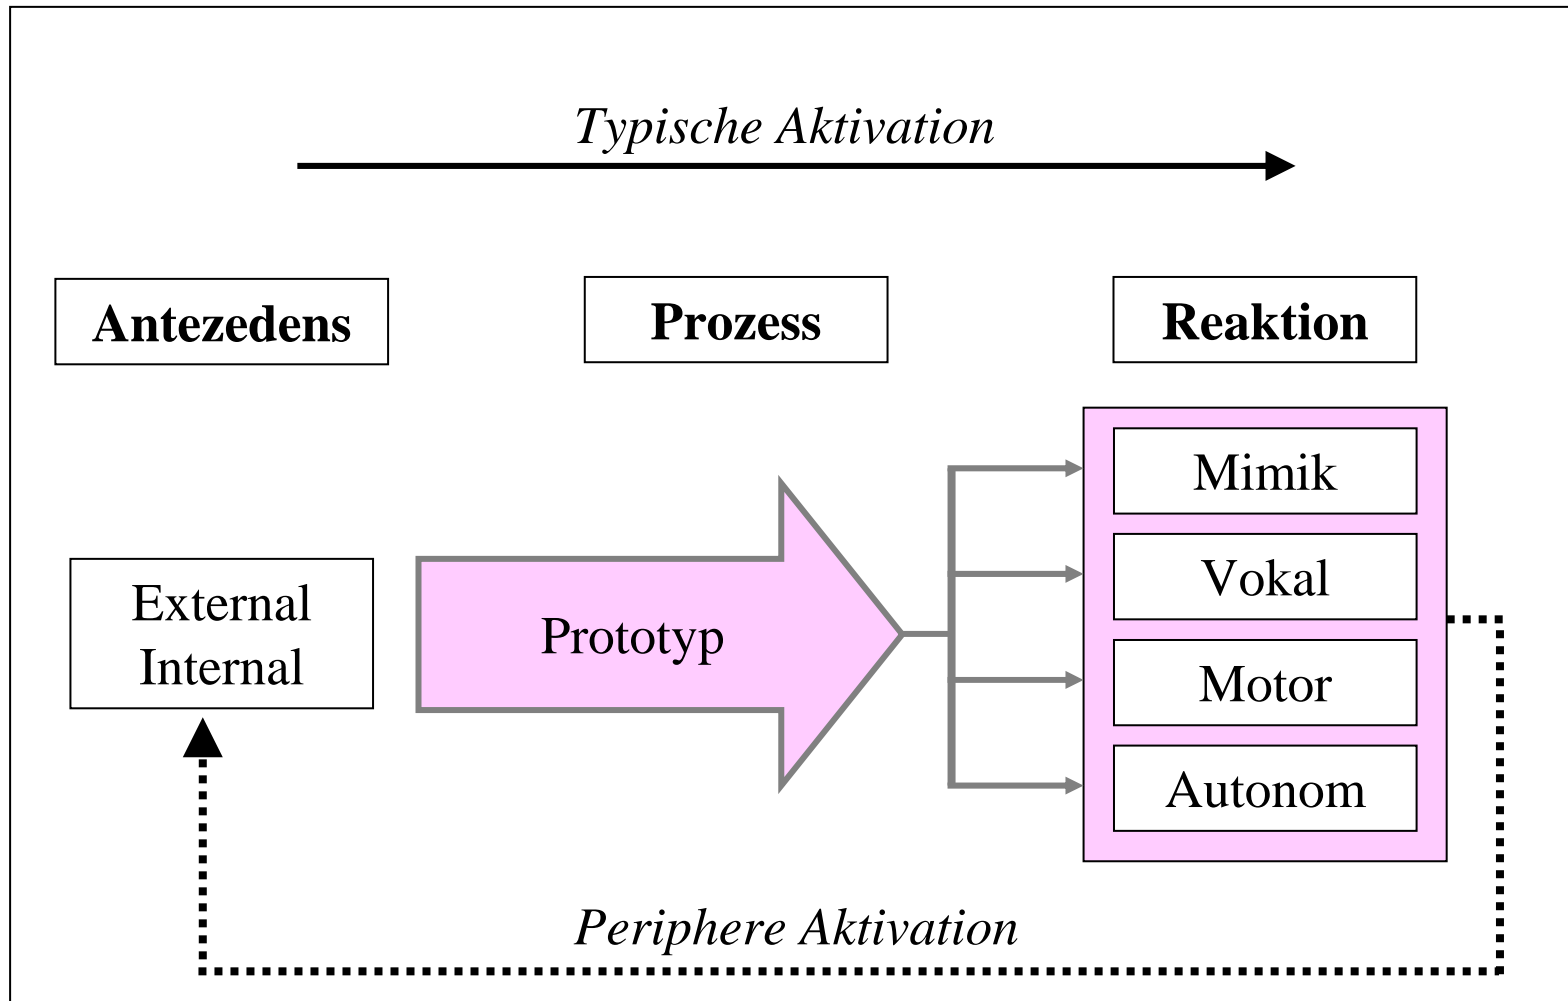 Typische Aktivation
Antezedens
Prozess
Reaktion
External
Internal
Prototyp
Mimik
Vokal
Motor
Autonom
Periphere Aktivation